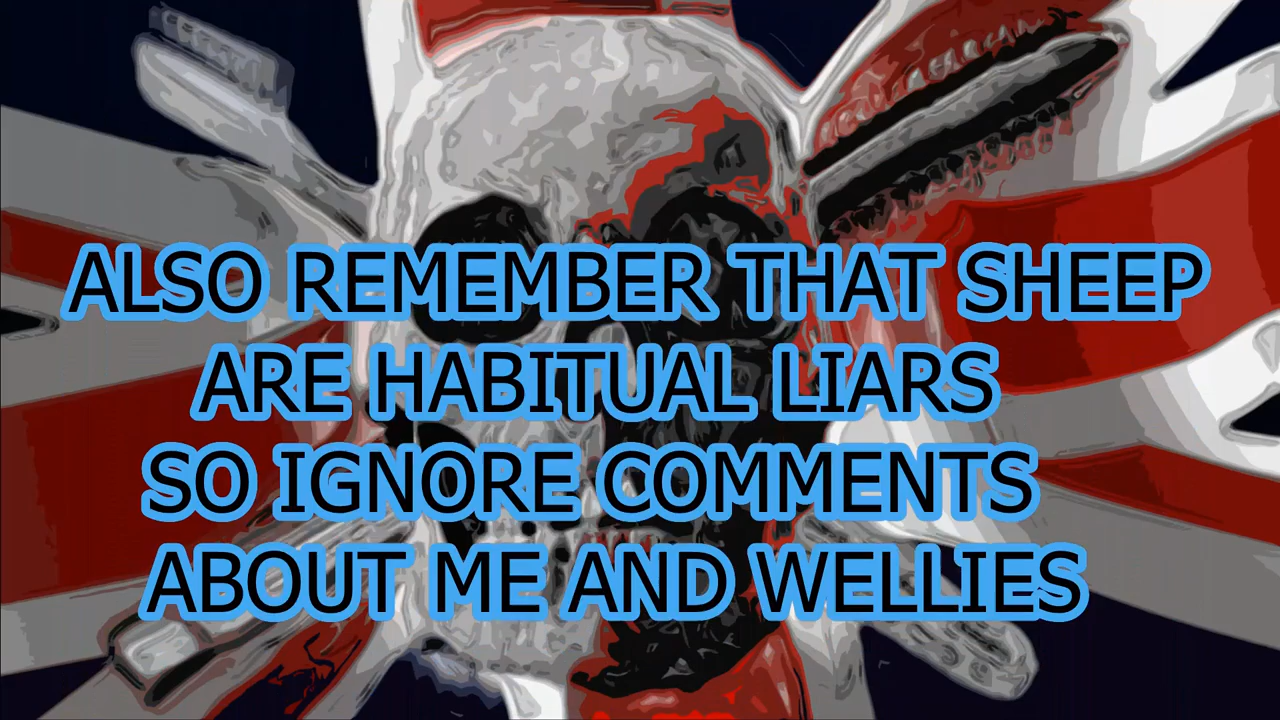 ALSO REMEMBER THAT SHEEP
ARE HABITUAL LIARS
SO IGNORE COMMENTS
ABOUT ME AND WELLIES